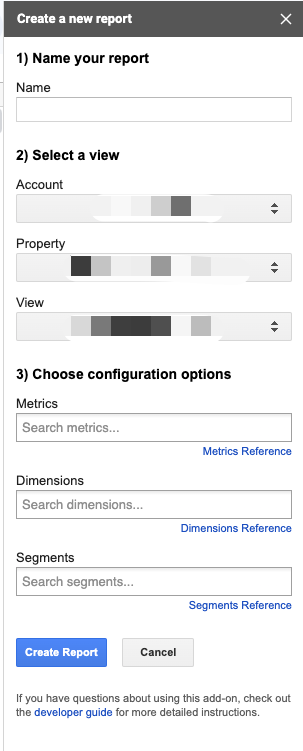 Create a new report
1) Name your report
Name
2) Select a view
Account
Property
View
3) Choose configuration options
Metrics
Search metrics...
Metrics Reference
Dimensions
Search dimensions...
Dimensions Reference
Segments
Search segments...
Segments Reference
Create Report Cancel
If you have questions about using this add-on, check out
the developer guide for more detailed instructions.